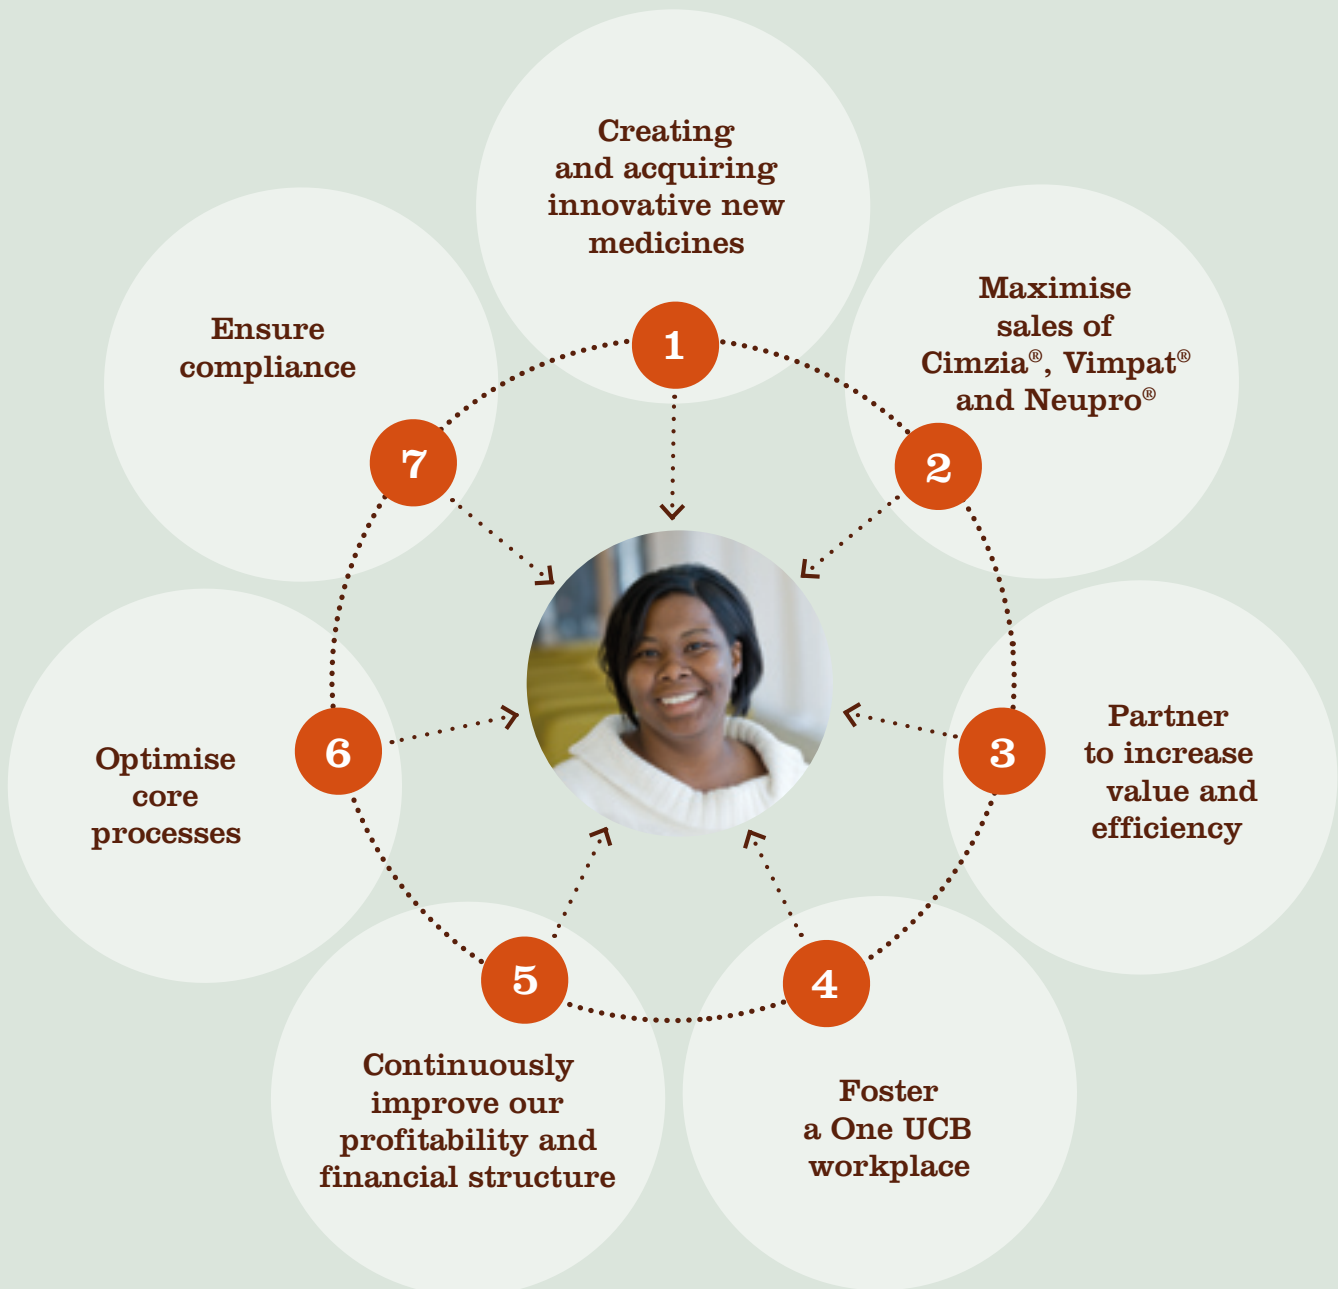 Creating
and acquiring
innovative new
medicines
1
Maximise
sales of
Cimzia®, Vimpat®
and Neupro®
2
Partner
to increase
value and
efficiency
3
Foster
a One UCB
workplace
4
Continuously
improve our
profitability and
financial structure
5
Optimise
core
processes
6
Ensure
compliance
7